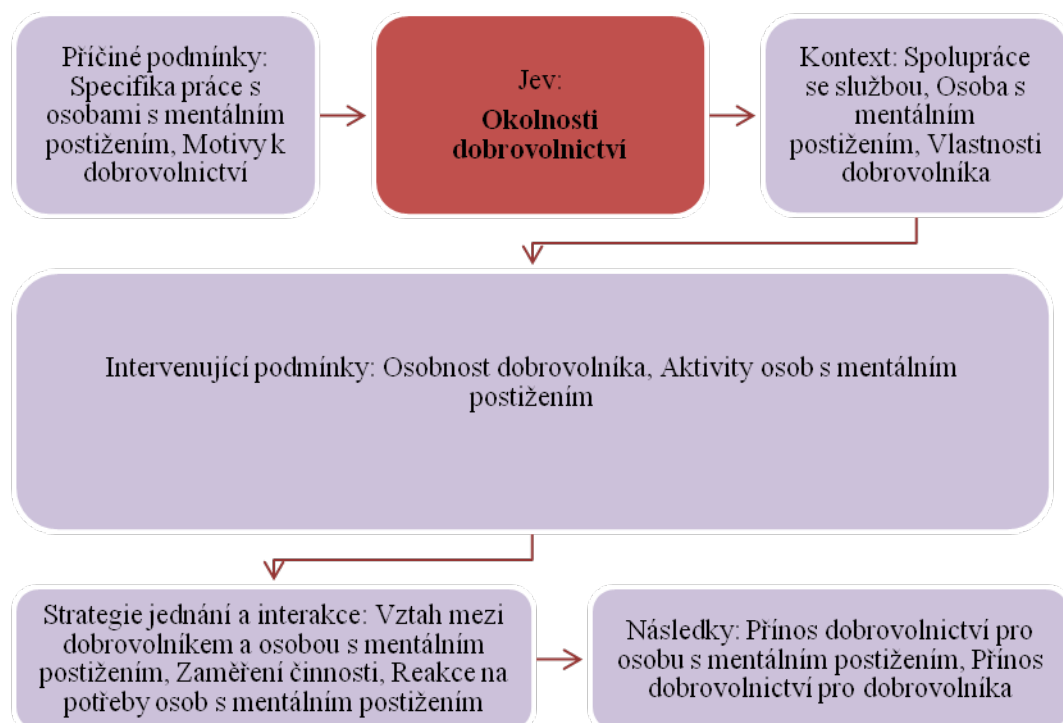 Příčiné podmínky:
Specifika práce s
osobami s mentálním
postižením, Motivy k
dobrovolnictví
Jev:
Okolnosti
dobrovolnictví
Kontext: Spolupráce
se službou, Osoba s
mentálním
postižením, Vlastnosti
dobrovolníka
Intervenující podmínky: Osobnost dobrovolníka, Aktivity osob s mentálním
postižením
Strategie jednání a interakce: Vztah mezi
dobrovolníkem a osobou s mentálním
postižením, Zaměření činnosti, Reakce na
potřeby osob s mentálním postižením
Následky: Přínos dobrovolnictví pro
osobu s mentálním postižením, Přínos
dobrovolnictví pro dobrovolníka